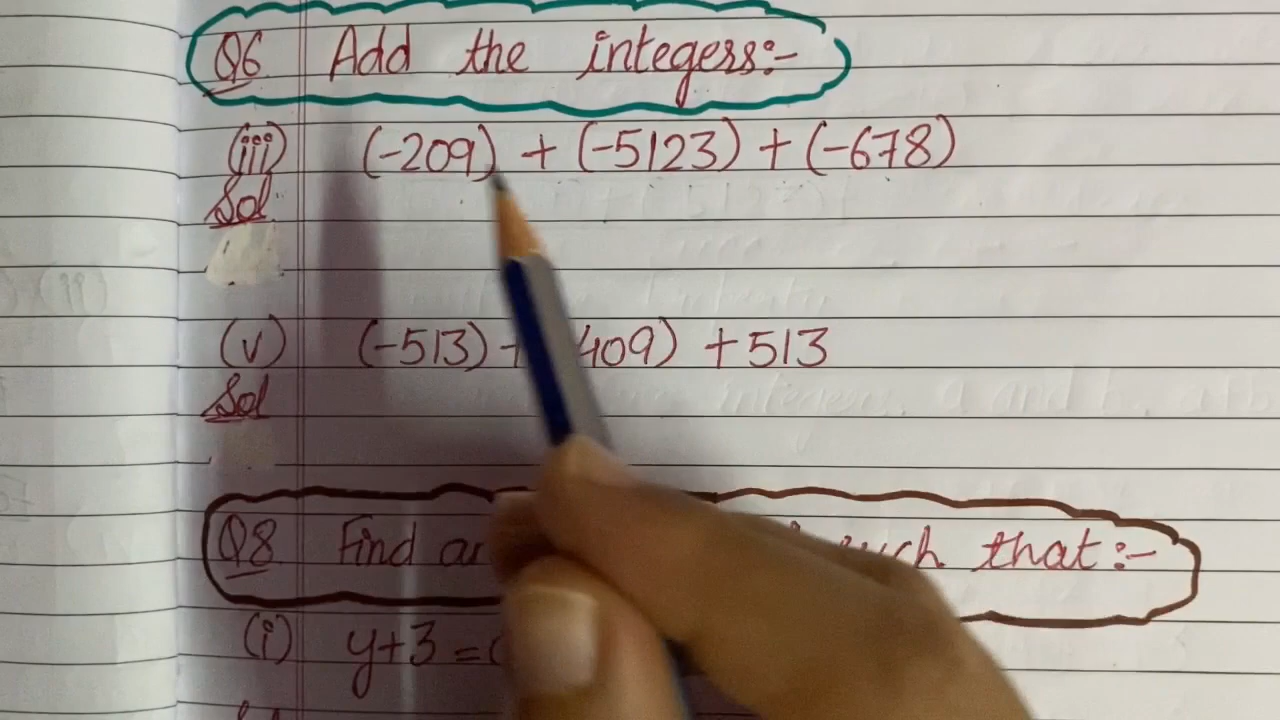 Q6 Add the integers:-
(iii) (-209) + (-5123) + (-678)
Sol
(v) (-513) + 409) + 513
Sol
Q8 Find such that:-
(i) y+3 =